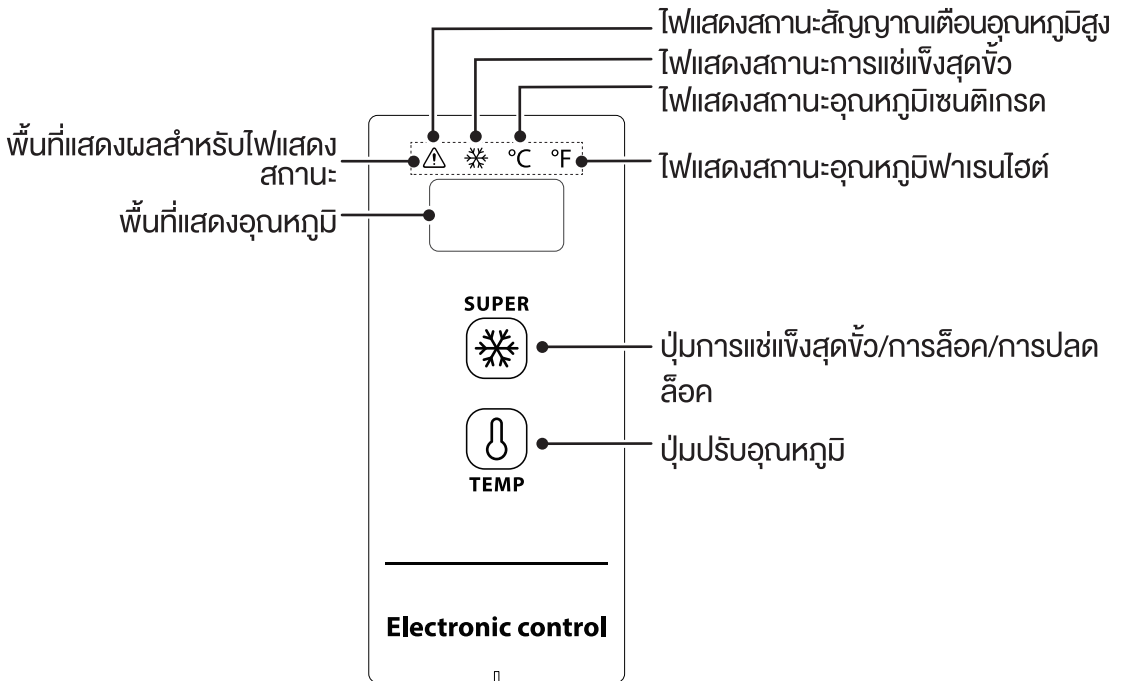 ไฟแสดงสถานะสัญญาณเตือนอุณหภูมิสูง
ไฟแสดงสถานะการแช่แข็งสุดขั้ว
ไฟแสดงสถานะอุณหภูมิเซนติเกรด
พื้นที่แสดงผลสำหรับไฟแสดง
สถานะ
°C °F
ไฟแสดงสถานะอุณหภูมิฟาเรนไฮต์
พื้นที่แสดงอุณหภูมิ
SUPER
ปุ่มการแช่แข็งสุดขั้ว/การล็อค/การปลด
ล็อค
ปุ่มปรับอุณหภูมิ
TEMP
Electronic control